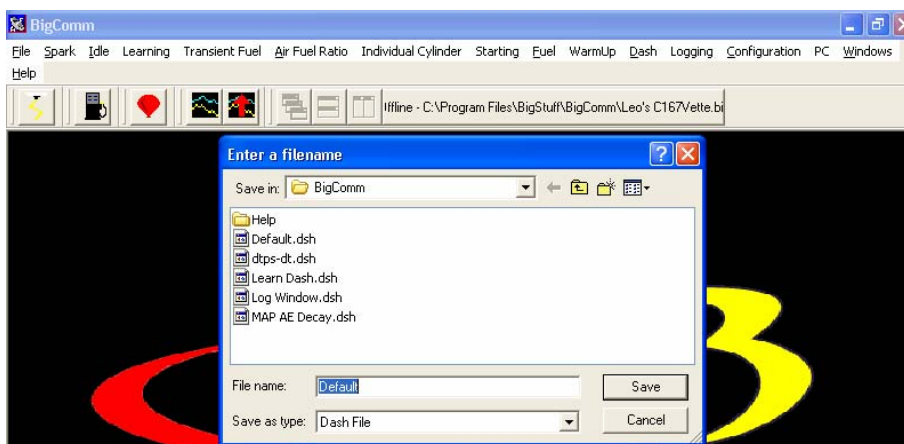 BigComm
File Spark Idle Learning Transient Fuel Air Fuel Ratio Individual Cylinder Starting Fuel WarmUp Dash Logging Configuration PC Windows
Help
Iffline - C:\Program Files\BigStuff\BigComm\Leo's C167Vette.bi
Enter a filename
Save in: BigComm
Help
Default.dsh
dtps-dt.dsh
Learn Dash.dsh
Log Window.dsh
MAP AE Decay.dsh
File name: Default Save
Save as type: Dash File Cancel